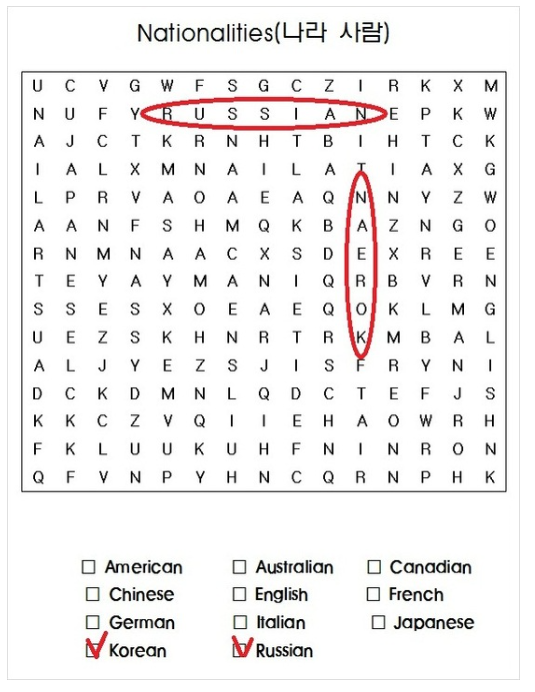 Nationalities(나라 사람)
U C V G W F S G C Z I R K X M
N U F Y R U S S I A N E P K W
A J C T K R N H T B I H T C K
I A L X M N A I L A T I A X G
L P R V A O A E A Q N N Y Z W
A A N F S H M Q K B A Z N G O
R N M N A A C X S D E X R E E
T E Y A Y M A N I Q R B V R N
S S E S X O E A E Q O K L M G
U E Z S K H N R T R K M B A L
A L J Y E Z S J I S F R Y N I
D C K D M N L Q D C T E F J S
K K C Z V Q I I E H A O W R H
F K L U U K U H F N I N R O N
Q F V N P Y H N C Q R N P H K
American Australian Canadian
Chinese English French
German Italian Japanese
Korean Russian